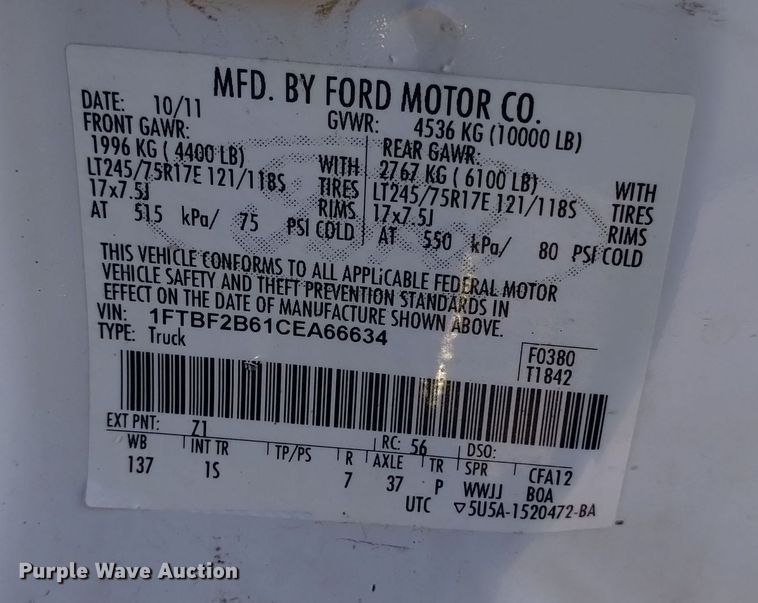 MFD. BY FORD MOTOR CO.
DATE: 10/11 GVWR: 4536 KG (10000 LB)
FRONT GAWR: REAR GAWR:
1996 KG ( 4400 LB) WITH 2767 KG ( 6100 LB) WITH
LT245/75R17E 121/118S TIRES LT245/75R17E 121/118S TIRES
17x7.5J RIMS 17x7.5J RIMS
AT 515 kPa/ 75 PSI COLD AT 550 kPa/ 80 PSI COLD
THIS VEHICLE CONFORMS TO ALL APPLiCABLE FEDERAL MOTOR
VEHICLE SAFETY AND THEFT PREVENTION STANDARDS IN
EFFECT ON THE DATE OF MANUFACTURE SHOWN ABOVE.
VIN: 1FTBF2B61CEA66634
TYPE: Truck
F0380
T1842
EXT PNT: Z1 RC: 56 DSO:
WB INT TR TP/PS R AXLE TR SPR CFA12
137 1S 7 37 P WWJJ BOA
UTC ▽5U5A-1520472-BA
Purple Wave Auction